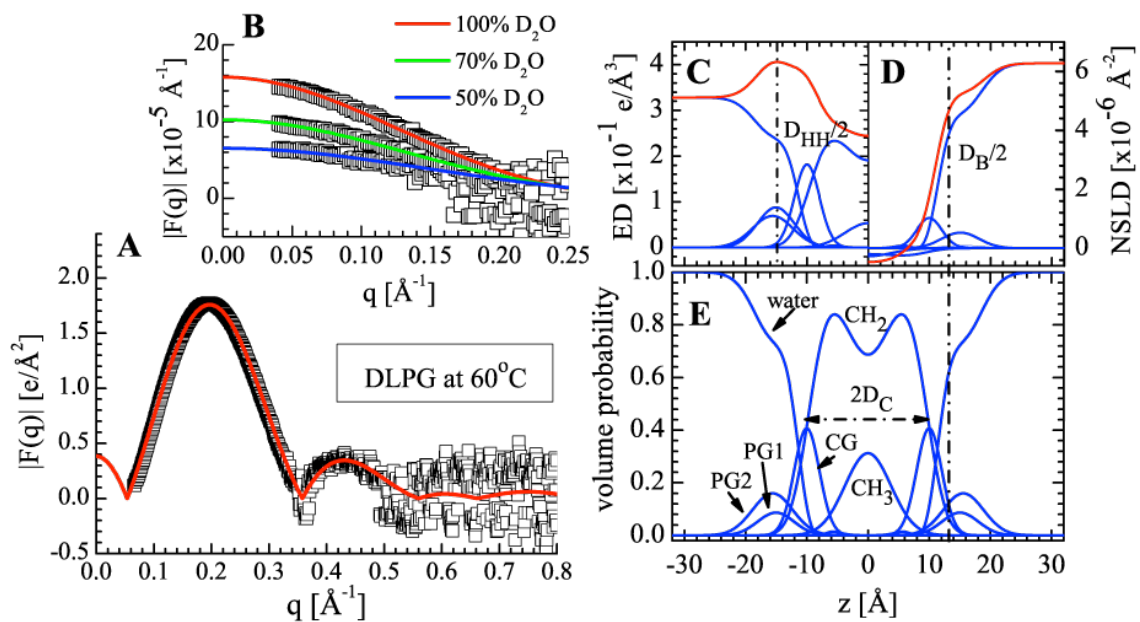 B
20
10
0
|F(q)| [x10⁻⁵ Å⁻¹]
100% D₂O
70% D₂O
50% D₂O
0.00 0.05 0.10 0.15 0.20 0.25
q [Å⁻¹]
A
2.0
1.5
1.0
0.5
0.0
-0.5
|F(q)| [e/Å²]
DLPG at 60°C
0.0 0.1 0.2 0.3 0.4 0.5 0.6 0.7 0.8
q [Å⁻¹]
C
4
3
2
1
0
ED [x10⁻¹ e/Å³]
D_HH/2
D
6
4
2
0
NSLD [x10⁻⁶ Å⁻²]
D_B/2
E
1.0
0.8
0.6
0.4
0.2
0.0
volume probability
water
CH₂
2D_C
CG
PG1
PG2
CH₃
-30 -20 -10 0 10 20 30
z [Å]